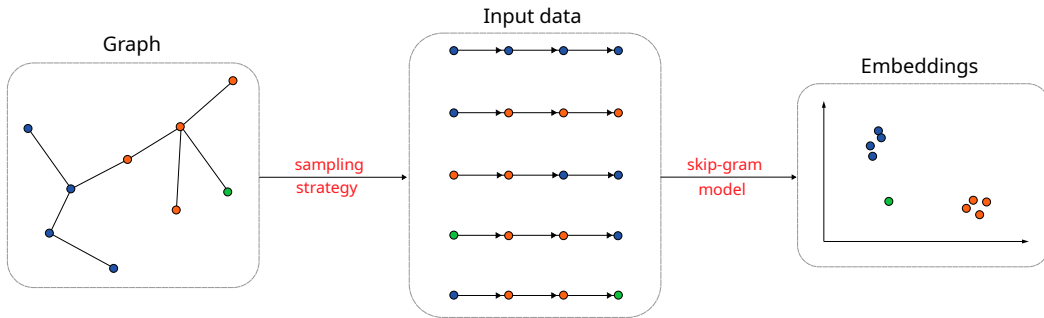 Graph
sampling
strategy
Input data
skip-gram
model
Embeddings